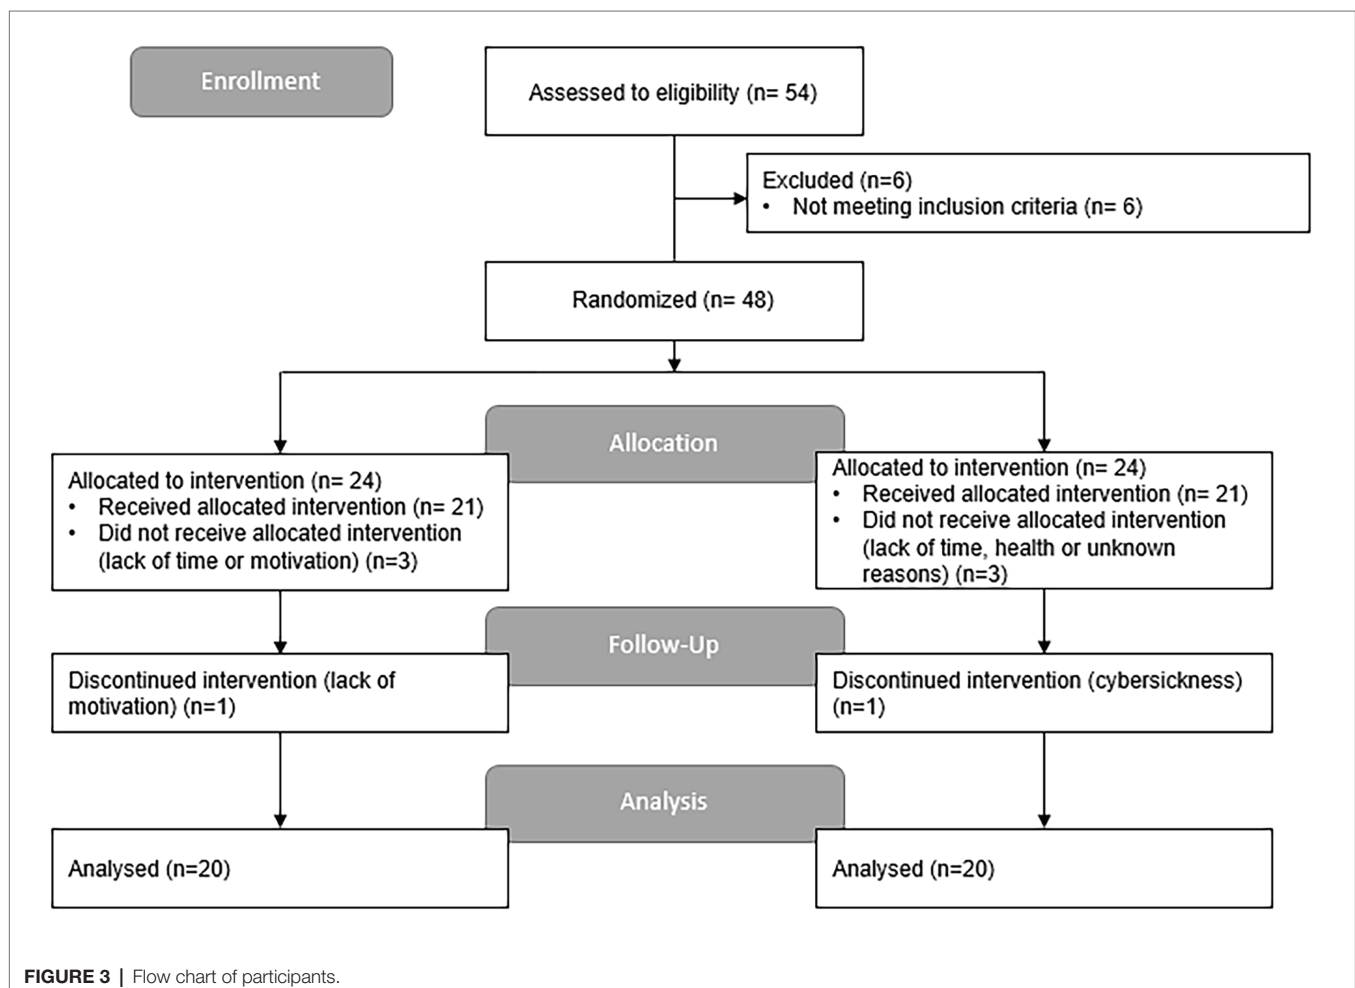 Enrollment
Assessed to eligibility (n= 54)
Excluded (n=6)
• Not meeting inclusion criteria (n= 6)
Randomized (n= 48)
Allocation
Allocated to intervention (n= 24)
• Received allocated intervention (n= 21)
• Did not receive allocated intervention
(lack of time or motivation) (n=3)
Allocated to intervention (n= 24)
• Received allocated intervention (n= 21)
• Did not receive allocated intervention
(lack of time, health or unknown
reasons) (n=3)
Follow-Up
Discontinued intervention (lack of
motivation) (n=1)
Discontinued intervention (cybersickness)
(n=1)
Analysis
Analysed (n=20)
Analysed (n=20)
FIGURE 3 | Flow chart of participants.